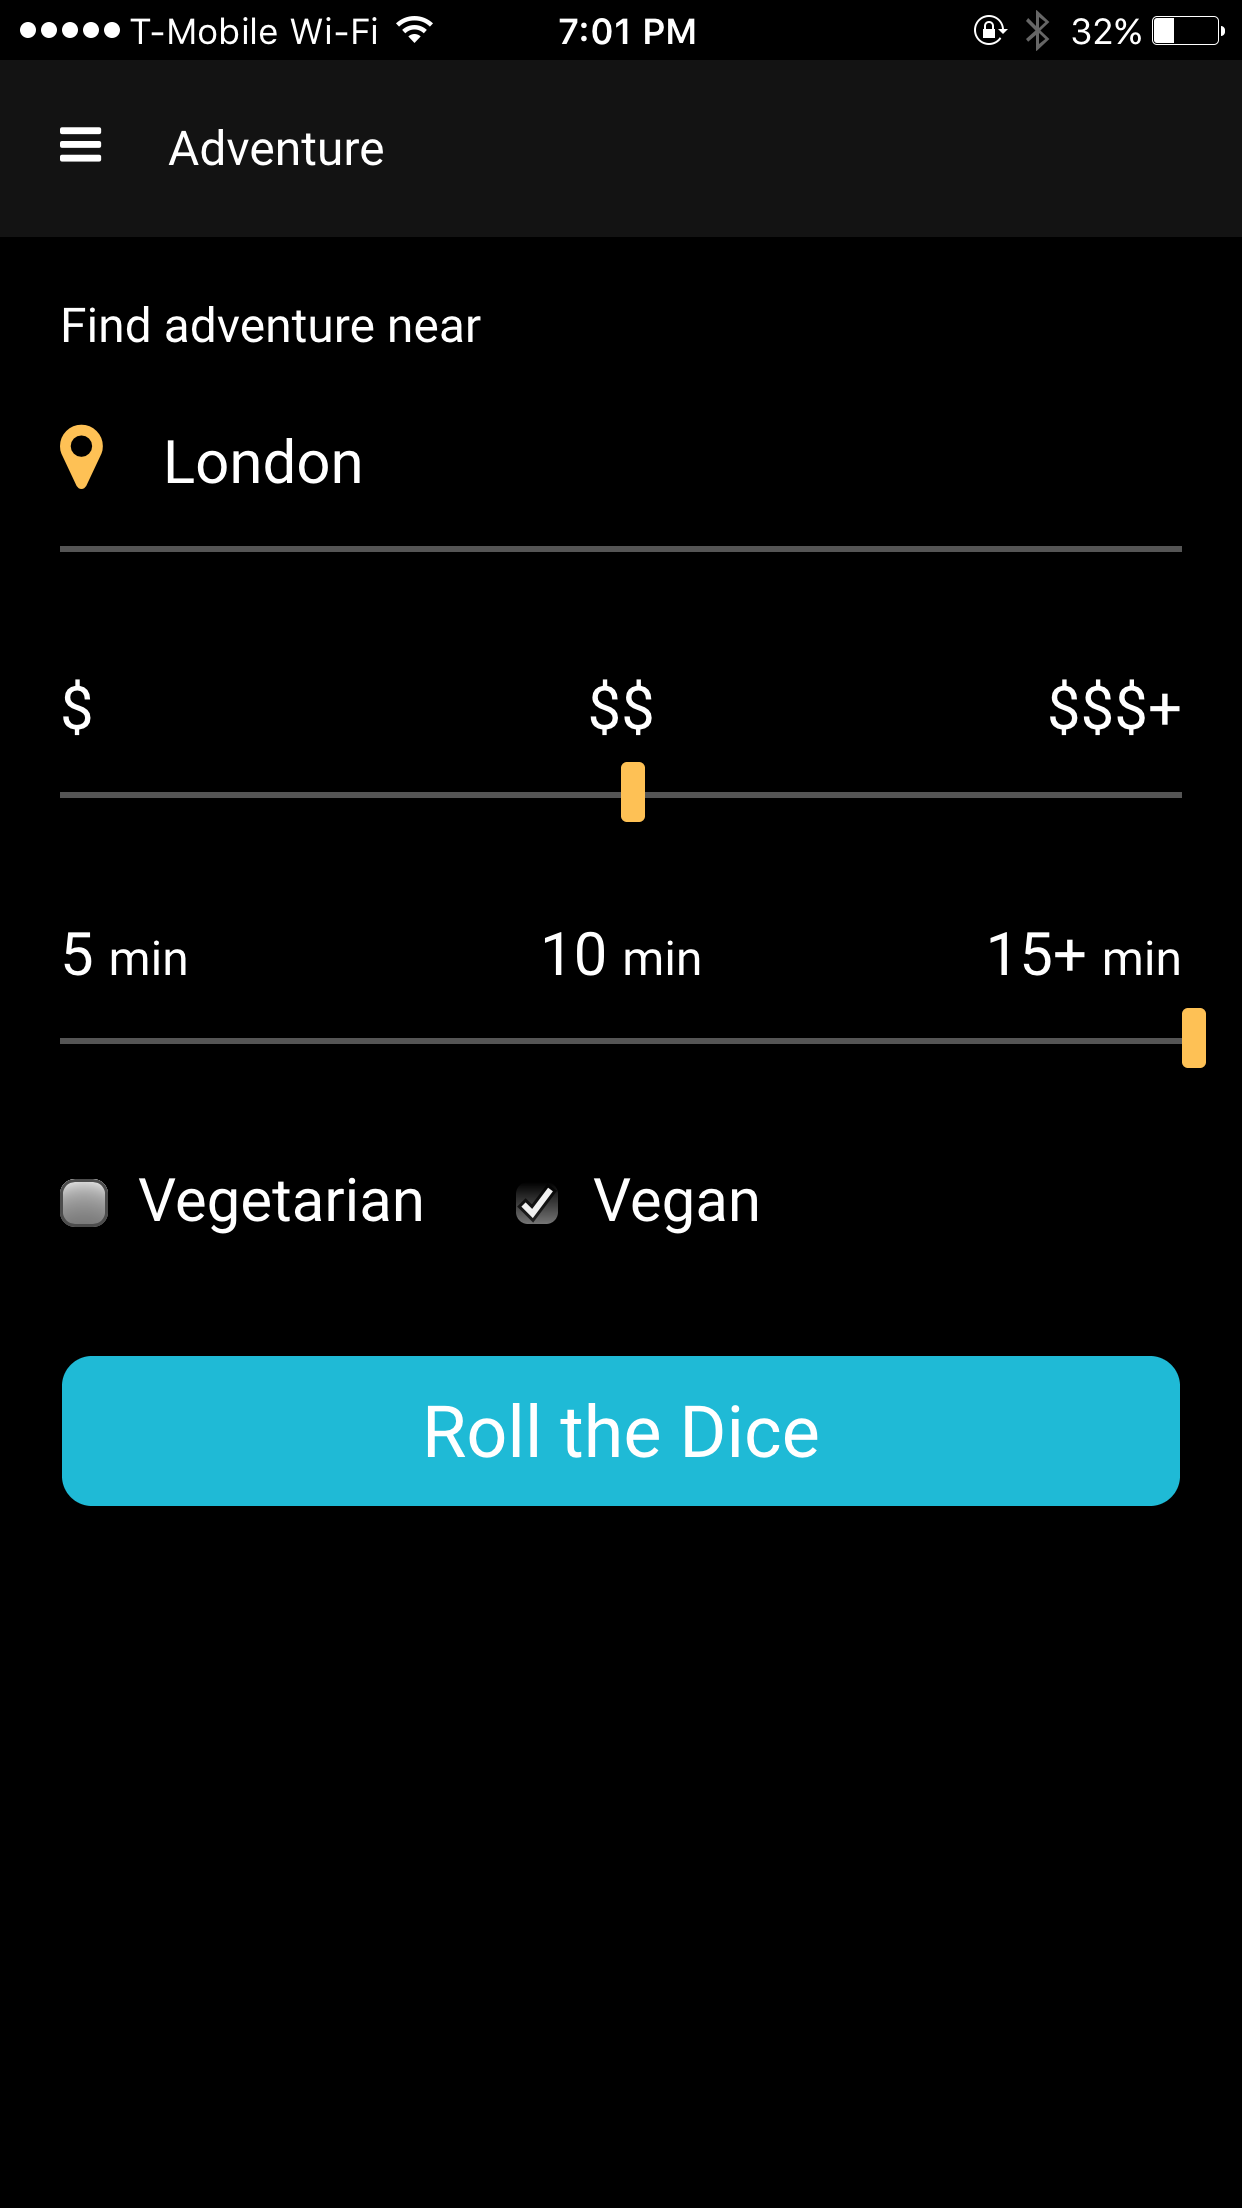 T-Mobile Wi-Fi 7:01 PM 32%
Adventure
Find adventure near
London
$ $$ $$$+
5 min 10 min 15+ min
Vegetarian Vegan
Roll the Dice